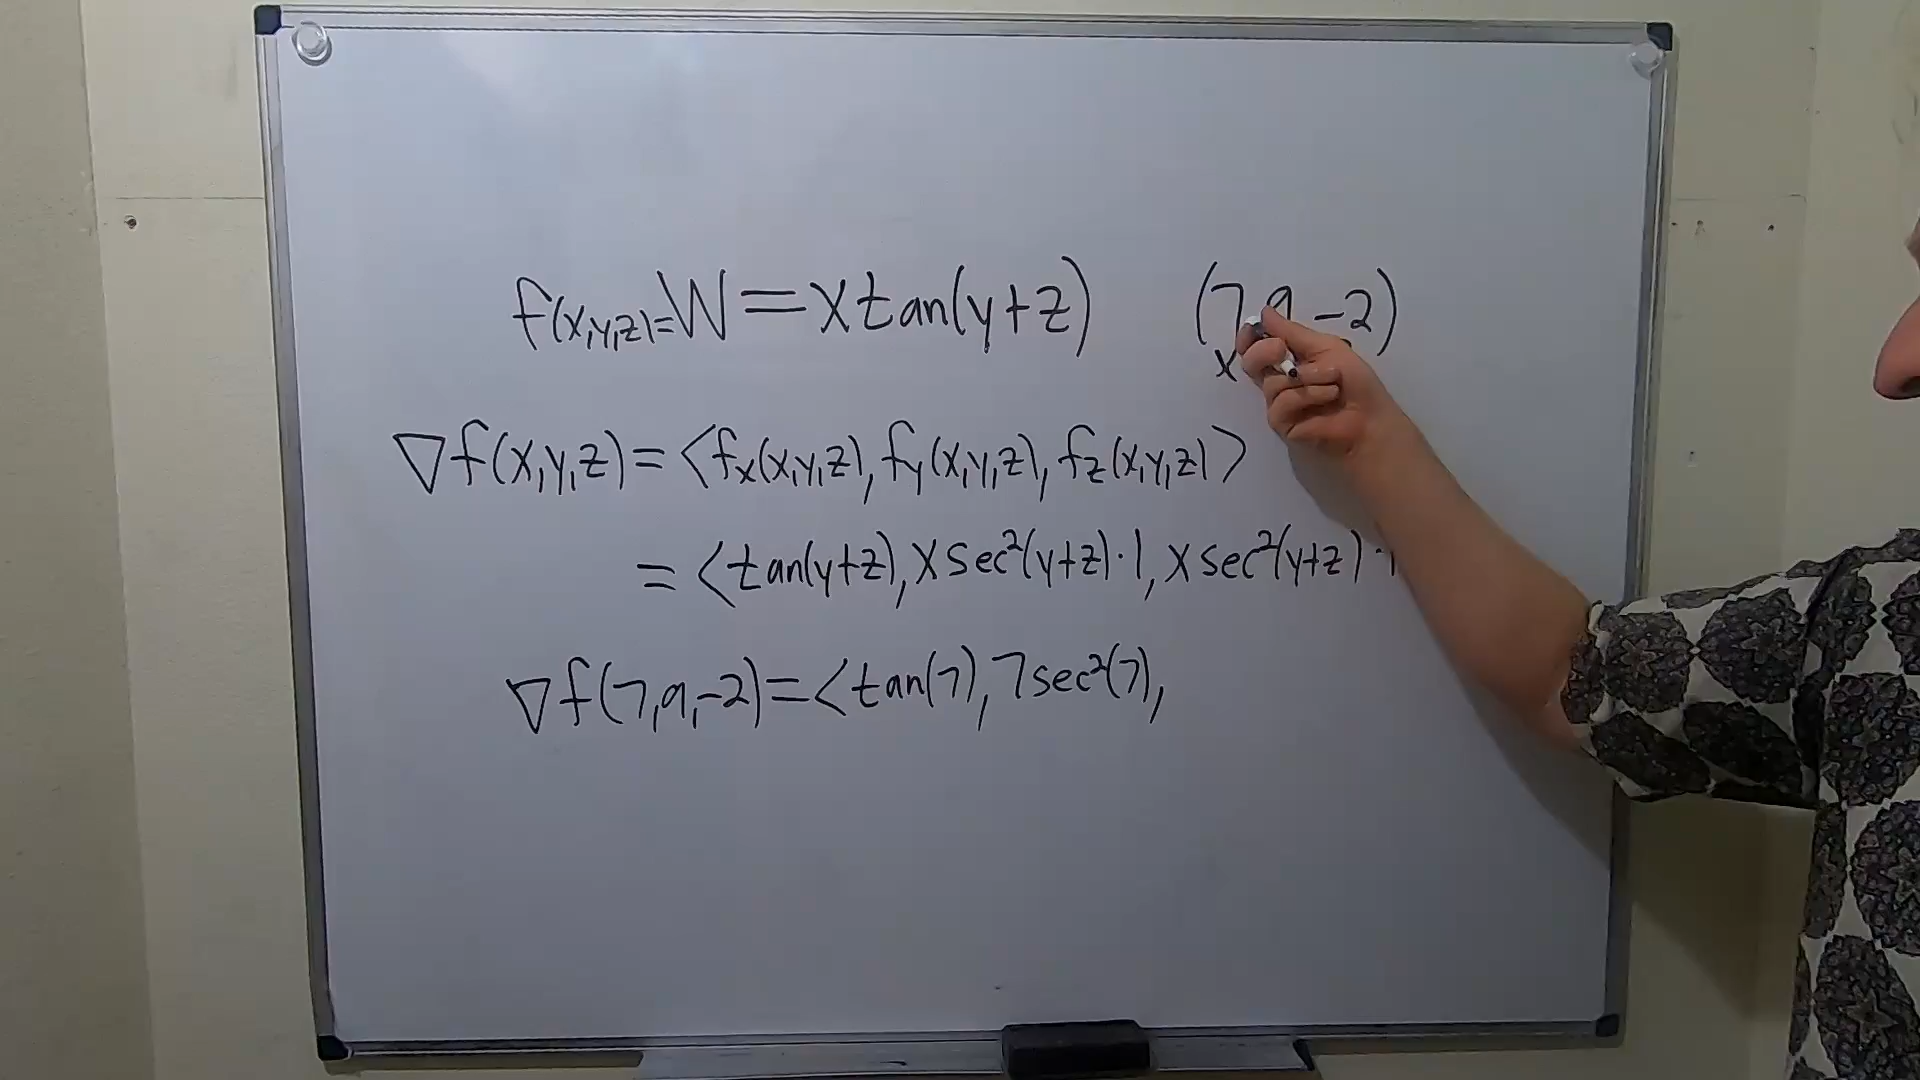 f(x,y,z)=W=xtan(y+z) (7,9,-2)
x
∇f(x,y,z)=⟨fx(x,y,z),fy(x,y,z),fz(x,y,z)⟩
=⟨tan(y+z),xsec²(y+z)·1,xsec²(y+z)·1
∇f(7,9,-2)=⟨tan(7),7sec²(7),